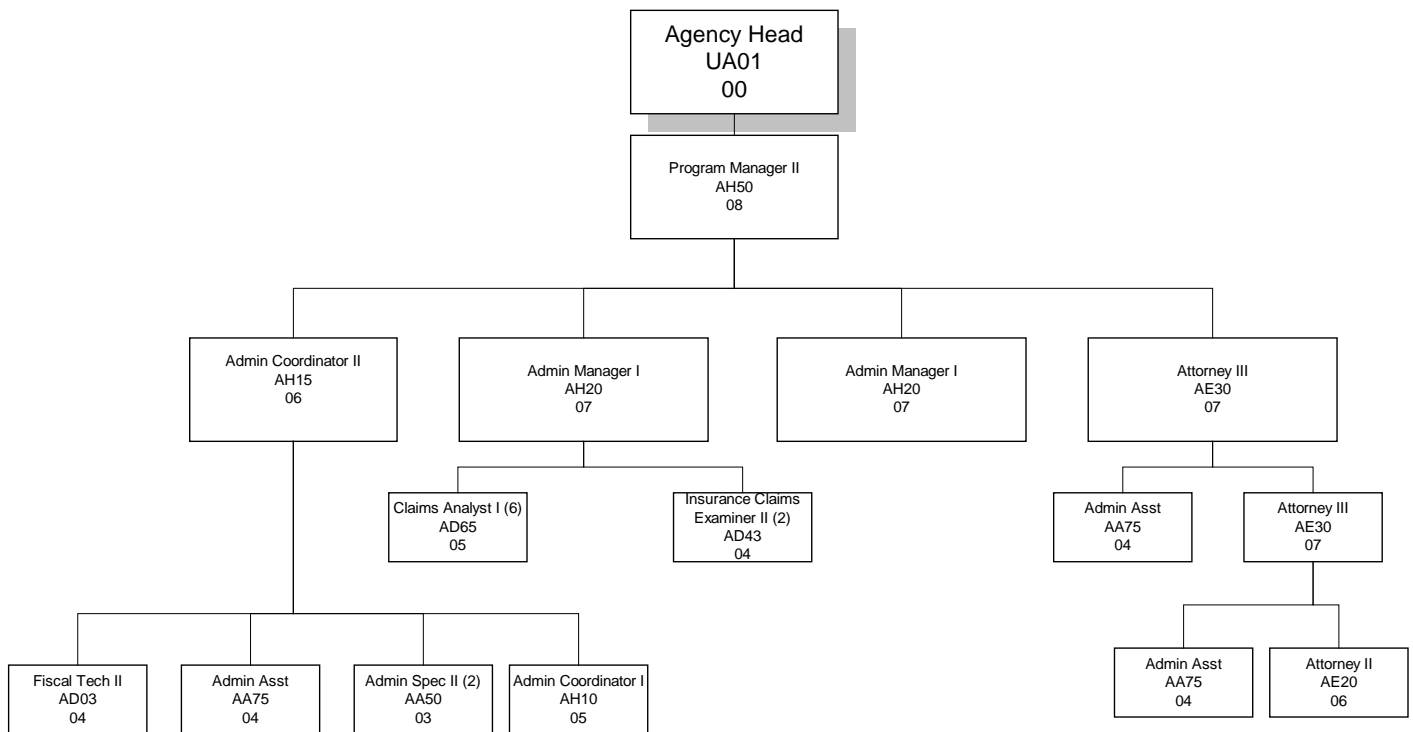 Agency Head
UA01
00
Program Manager II
AH50
08
Admin Coordinator II
AH15
06
Admin Manager I
AH20
07
Admin Manager I
AH20
07
Attorney III
AE30
07
Claims Analyst I (6)
AD65
05
Insurance Claims
Examiner II (2)
AD43
04
Admin Asst
AA75
04
Attorney III
AE30
07
Fiscal Tech II
AD03
04
Admin Asst
AA75
04
Admin Spec II (2)
AA50
03
Admin Coordinator I
AH10
05
Admin Asst
AA75
04
Attorney II
AE20
06